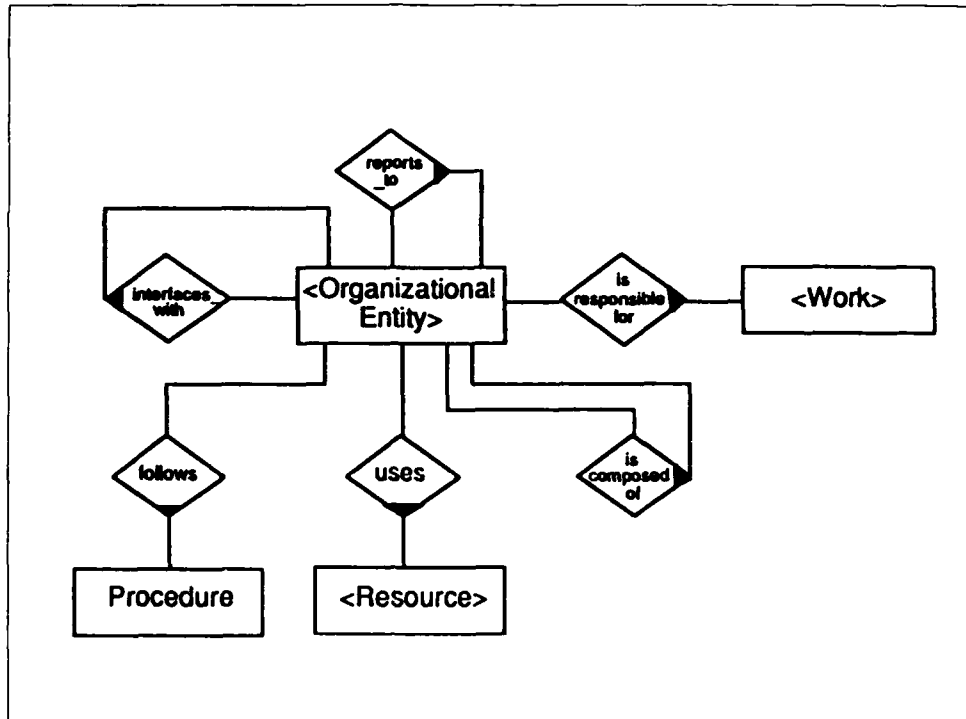 reports
_to
interfaces_
with
<Organizational
Entity>
is
responsible
for
<Work>
follows
uses
is
composed
of
Procedure
<Resource>